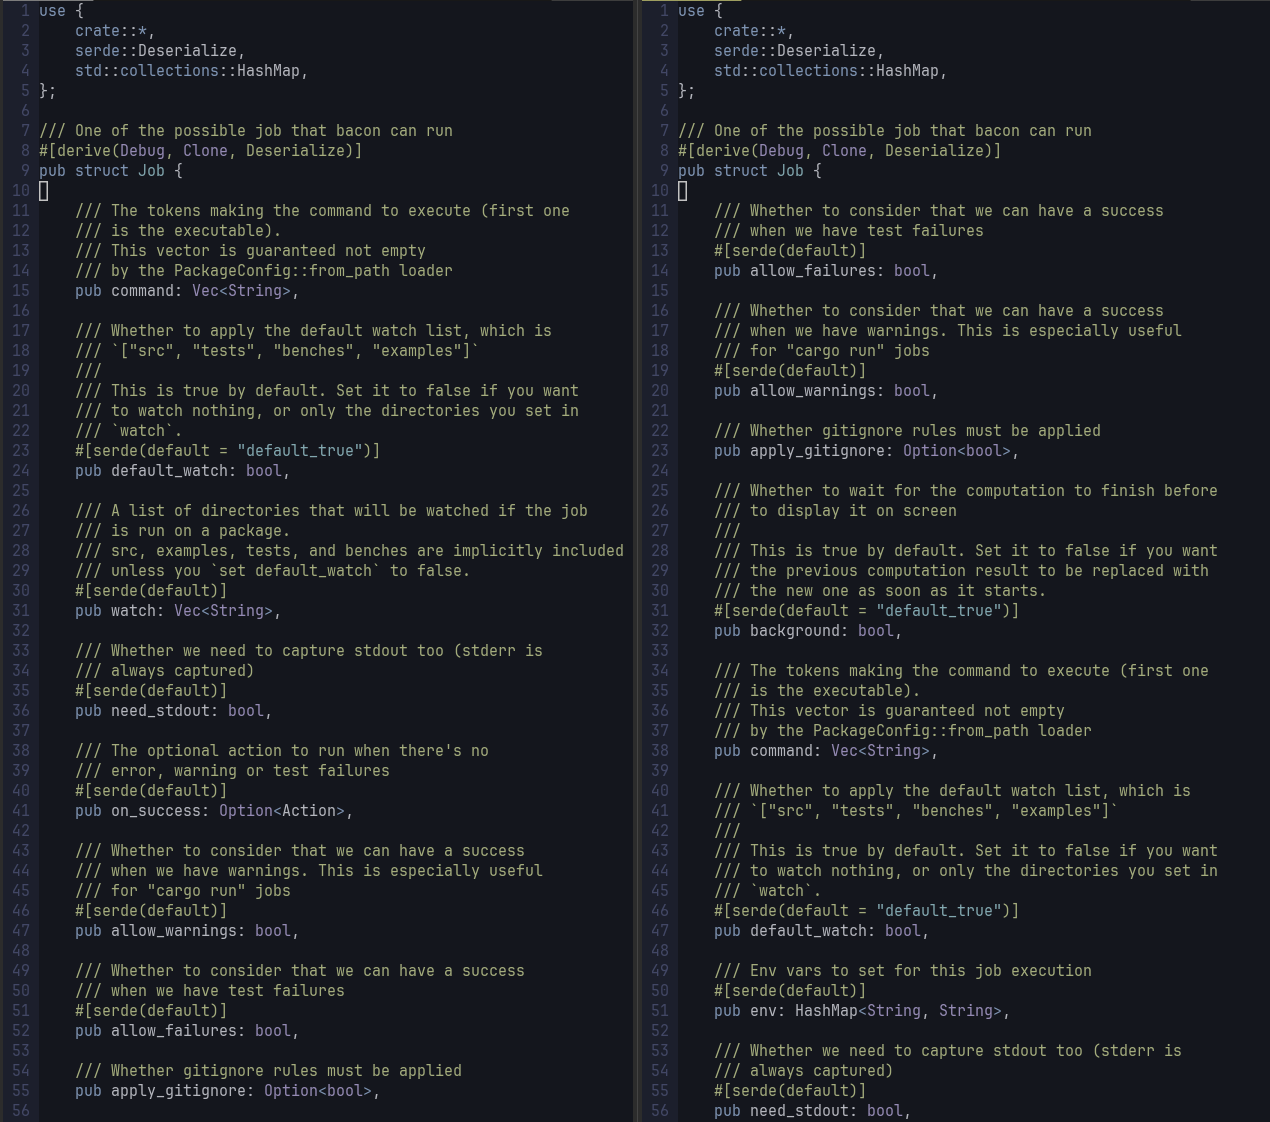 1 use {
2     crate::*,
3     serde::Deserialize,
4     std::collections::HashMap,
5 };
6
7 /// One of the possible job that bacon can run
8 #[derive(Debug, Clone, Deserialize)]
9 pub struct Job {
10
11     /// The tokens making the command to execute (first one
12     /// is the executable).
13     /// This vector is guaranteed not empty
14     /// by the PackageConfig::from_path loader
15     pub command: Vec<String>,
16
17     /// Whether to apply the default watch list, which is
18     /// `["src", "tests", "benches", "examples"]`
19     ///
20     /// This is true by default. Set it to false if you want
21     /// to watch nothing, or only the directories you set in
22     /// `watch`.
23     #[serde(default = "default_true")]
24     pub default_watch: bool,
25
26     /// A list of directories that will be watched if the job
27     /// is run on a package.
28     /// src, examples, tests, and benches are implicitly included
29     /// unless you `set default_watch` to false.
30     #[serde(default)]
31     pub watch: Vec<String>,
32
33     /// Whether we need to capture stdout too (stderr is
34     /// always captured)
35     #[serde(default)]
36     pub need_stdout: bool,
37
38     /// The optional action to run when there's no
39     /// error, warning or test failures
40     #[serde(default)]
41     pub on_success: Option<Action>,
42
43     /// Whether to consider that we can have a success
44     /// when we have warnings. This is especially useful
45     /// for "cargo run" jobs
46     #[serde(default)]
47     pub allow_warnings: bool,
48
49     /// Whether to consider that we can have a success
50     /// when we have test failures
51     #[serde(default)]
52     pub allow_failures: bool,
53
54     /// Whether gitignore rules must be applied
55     pub apply_gitignore: Option<bool>,
56
1 use {
2     crate::*,
3     serde::Deserialize,
4     std::collections::HashMap,
5 };
6
7 /// One of the possible job that bacon can run
8 #[derive(Debug, Clone, Deserialize)]
9 pub struct Job {
10
11     /// Whether to consider that we can have a success
12     /// when we have test failures
13     #[serde(default)]
14     pub allow_failures: bool,
15
16     /// Whether to consider that we can have a success
17     /// when we have warnings. This is especially useful
18     /// for "cargo run" jobs
19     #[serde(default)]
20     pub allow_warnings: bool,
21
22     /// Whether gitignore rules must be applied
23     pub apply_gitignore: Option<bool>,
24
25     /// Whether to wait for the computation to finish before
26     /// to display it on screen
27     ///
28     /// This is true by default. Set it to false if you want
29     /// the previous computation result to be replaced with
30     /// the new one as soon as it starts.
31     #[serde(default = "default_true")]
32     pub background: bool,
33
34     /// The tokens making the command to execute (first one
35     /// is the executable).
36     /// This vector is guaranteed not empty
37     /// by the PackageConfig::from_path loader
38     pub command: Vec<String>,
39
40     /// Whether to apply the default watch list, which is
41     /// `["src", "tests", "benches", "examples"]`
42     ///
43     /// This is true by default. Set it to false if you want
44     /// to watch nothing, or only the directories you set in
45     /// `watch`.
46     #[serde(default = "default_true")]
47     pub default_watch: bool,
48
49     /// Env vars to set for this job execution
50     #[serde(default)]
51     pub env: HashMap<String, String>,
52
53     /// Whether we need to capture stdout too (stderr is
54     /// always captured)
55     #[serde(default)]
56     pub need_stdout: bool,